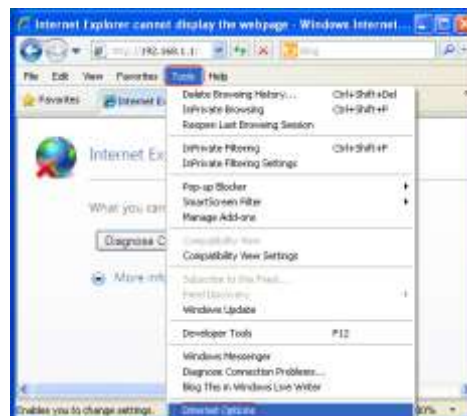 Internet Explorer cannot display the webpage - Windows Internet...
192.168.1.1
Bing
File Edit View Favorites Tools Help
Favorites Internet Ex
Delete Browsing History... Ctrl+Shift+Del
InPrivate Browsing Ctrl+Shift+P
Reopen Last Browsing Session
InPrivate Filtering Ctrl+Shift+F
InPrivate Filtering Settings
Internet Ex
Pop-up Blocker
SmartScreen Filter
Manage Add-ons
What you can
Compatibility View
Compatibility View Settings
Diagnose C
Subscribe to this Feed...
Feed Discovery
Windows Update
More info
Developer Tools F12
Windows Messenger
Diagnose Connection Problems...
Blog This in Windows Live Writer
Internet Options
Enables you to change settings.